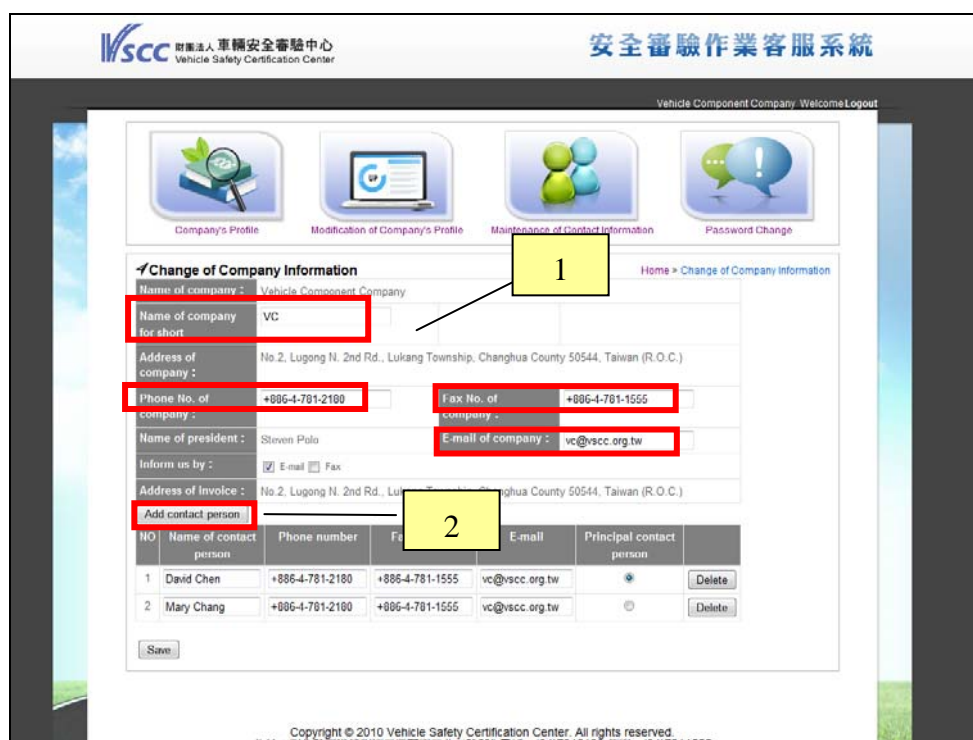 VSCC 財團法人 車輛安全審驗中心
Vehicle Safety Certification Center
安全審驗作業客服系統
Vehicle Component Company Welcome Logout
UP
Company's Profile Modification of Company's Profile Maintenance of Contact Information Password Change
Change of Company Information Home » Change of Company Information
1
Name of company : Vehicle Component Company
Name of company for short VC
Address of company : No.2, Lugong N. 2nd Rd., Lukang Township, Changhua County 50544, Taiwan (R.O.C.)
Phone No. of company : +886-4-781-2180 Fax No. of company : +886-4-781-1555
Name of president : Steven Polo E-mail of company : vc@vscc.org.tw
Inform us by : E-mail Fax
Address of Invoice : No.2, Lugong N. 2nd Rd., Lukang Township, Changhua County 50544, Taiwan (R.O.C.)
Add contact person
2
NO Name of contact person Phone number E-mail Principal contact person
1 David Chen +886-4-781-2180 +886-4-781-1555 vc@vscc.org.tw Delete
2 Mary Chang +886-4-781-2180 +886-4-781-1555 vc@vscc.org.tw Delete
Save
Copyright © 2010 Vehicle Safety Certification Center. All rights reserved.